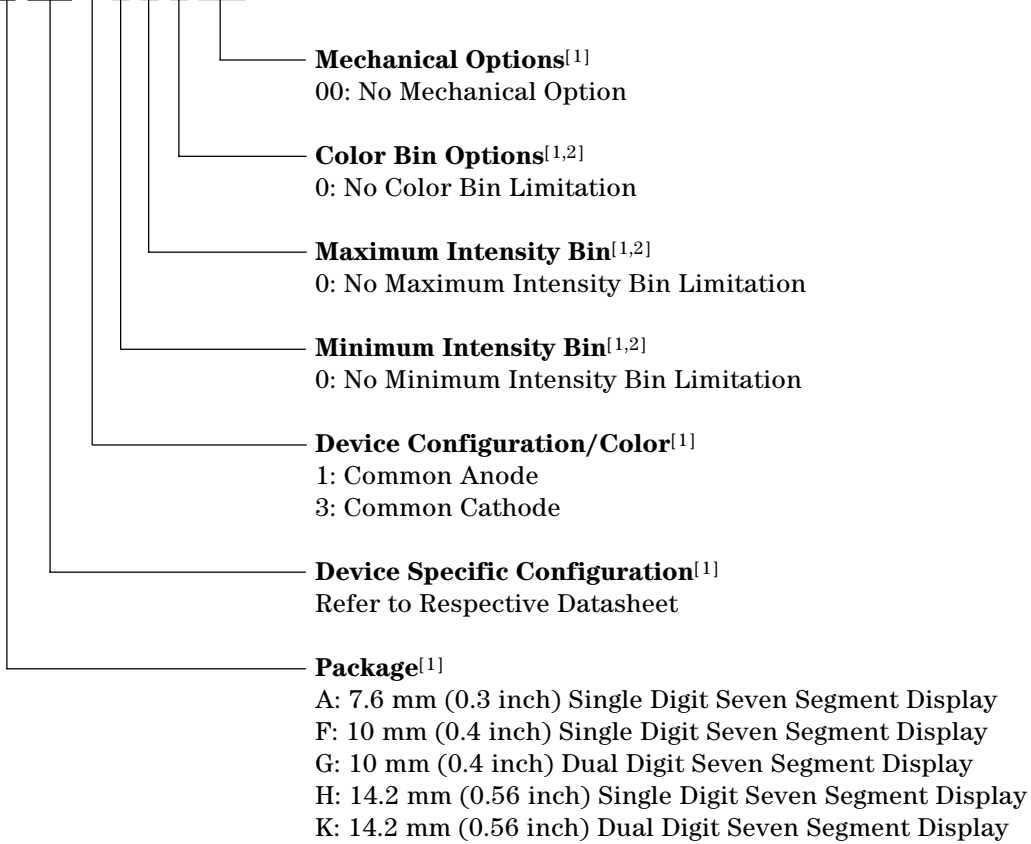 Mechanical Options[1]
00: No Mechanical Option
Color Bin Options[1,2]
0: No Color Bin Limitation
Maximum Intensity Bin[1,2]
0: No Maximum Intensity Bin Limitation
Minimum Intensity Bin[1,2]
0: No Minimum Intensity Bin Limitation
Device Configuration/Color[1]
1: Common Anode
3: Common Cathode
Device Specific Configuration[1]
Refer to Respective Datasheet
Package[1]
A: 7.6 mm (0.3 inch) Single Digit Seven Segment Display
F: 10 mm (0.4 inch) Single Digit Seven Segment Display
G: 10 mm (0.4 inch) Dual Digit Seven Segment Display
H: 14.2 mm (0.56 inch) Single Digit Seven Segment Display
K: 14.2 mm (0.56 inch) Dual Digit Seven Segment Display